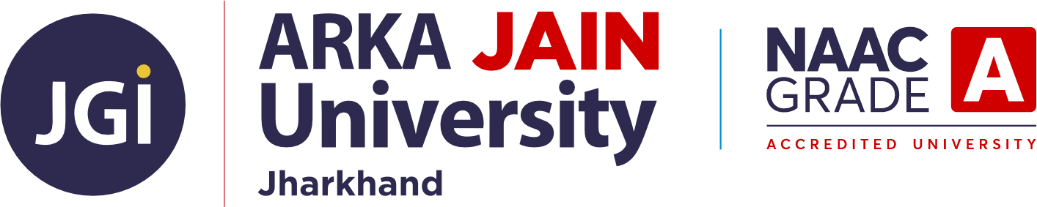 JGi
ARKA JAIN
University
Jharkhand
NAAC
GRADE
A
ACCREDITED UNIVERSITY